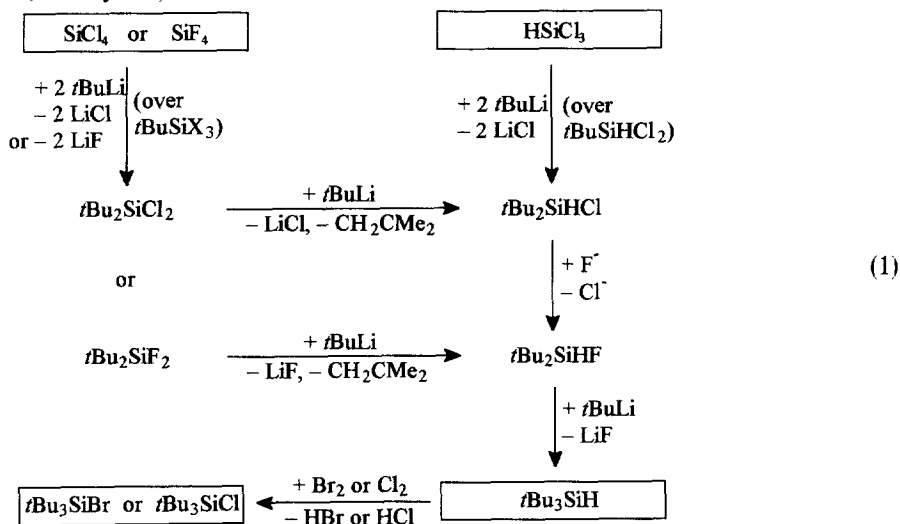 SiCl₄ or SiF₄
HSiCl₃
+ 2 tBuLi
– 2 LiCl
or – 2 LiF
(over
tBuSiX₃)
+ 2 tBuLi
– 2 LiCl
(over
tBuSiHCl₂)
tBu₂SiCl₂
+ tBuLi
– LiCl, – CH₂CMe₂
tBu₂SiHCl
or
+ F⁻
– Cl⁻
(1)
tBu₂SiF₂
+ tBuLi
– LiF, – CH₂CMe₂
tBu₂SiHF
+ tBuLi
– LiF
tBu₃SiBr or tBu₃SiCl
+ Br₂ or Cl₂
– HBr or HCl
tBu₃SiH